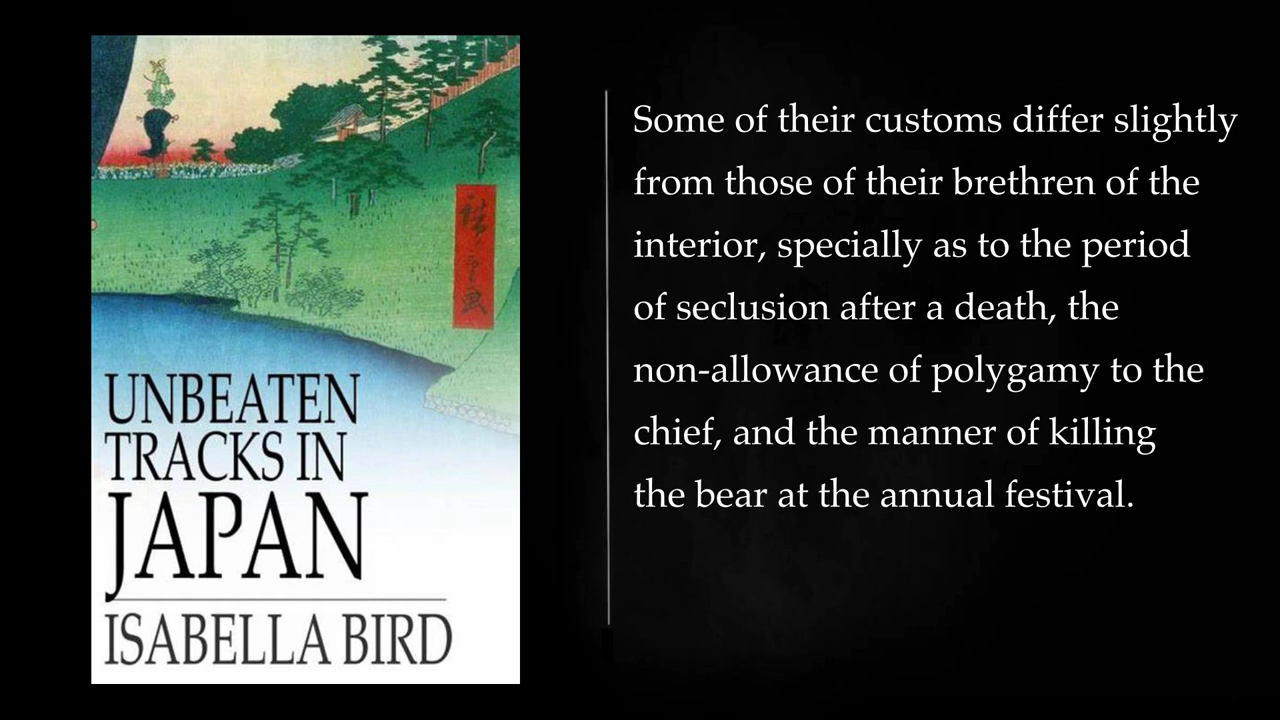 UNBEATEN
TRACKS IN
JAPAN
ISABELLA BIRD
Some of their customs differ slightly
from those of their brethren of the
interior, specially as to the period
of seclusion after a death, the
non-allowance of polygamy to the
chief, and the manner of killing
the bear at the annual festival.